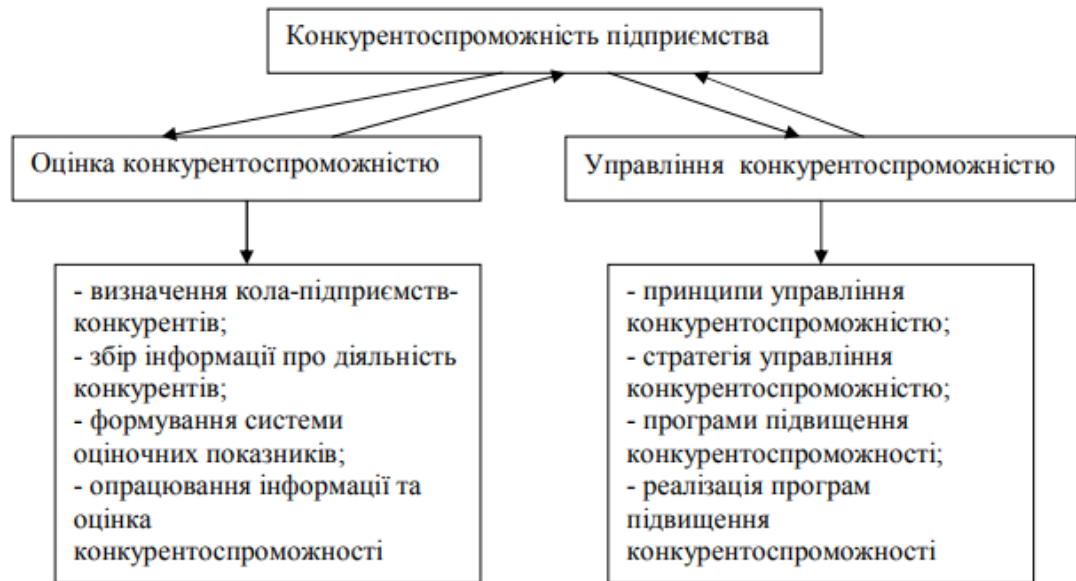 Конкурентоспроможність підприємства
Оцінка конкурентоспроможністю
Управління конкурентоспроможністю
- визначення кола-підприємств-
конкурентів;
- збір інформації про діяльність
конкурентів;
- формування системи
оціночних показників;
- опрацювання інформації та
оцінка
конкурентоспроможності
- принципи управління
конкурентоспроможністю;
- стратегія управління
конкурентоспроможністю;
- програми підвищення
конкурентоспроможності;
- реалізація програм
підвищення
конкурентоспроможності